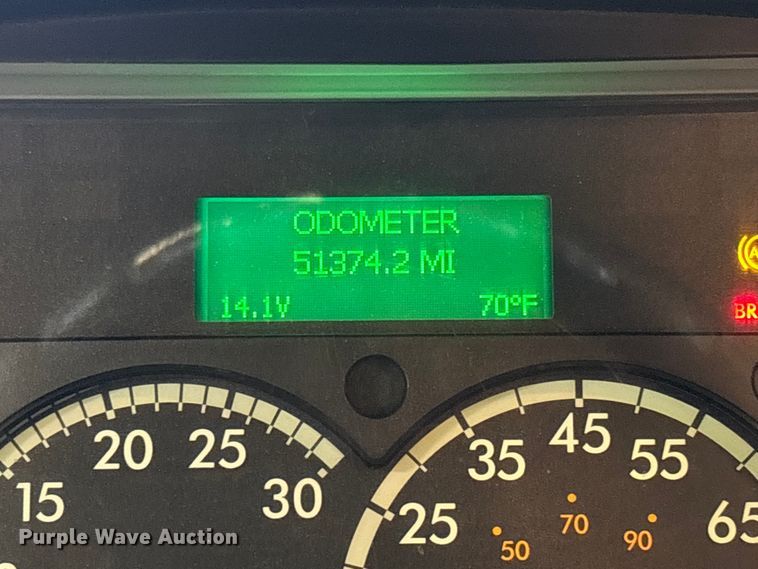 ODOMETER
51374.2 MI
14.1V 70°F
BR
15 20 25 30
25 35 45 55 65
50 70 90
Purple Wave Auction